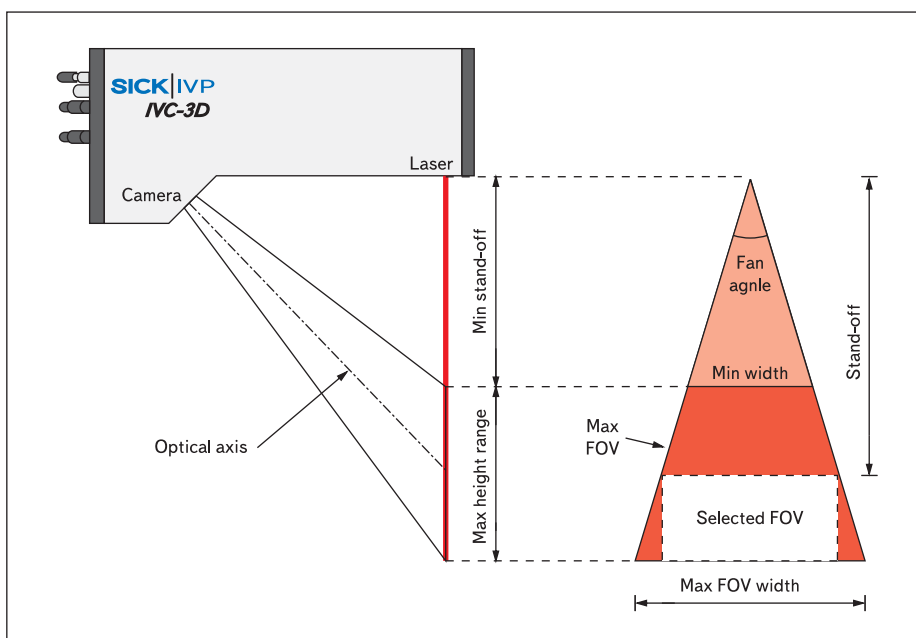 SICK|IVP
IVC-3D
Laser
Camera
Min stand-off
Fan
agnle
Stand-off
Min width
Max
FOV
Optical axis
Max height range
Selected FOV
Max FOV width